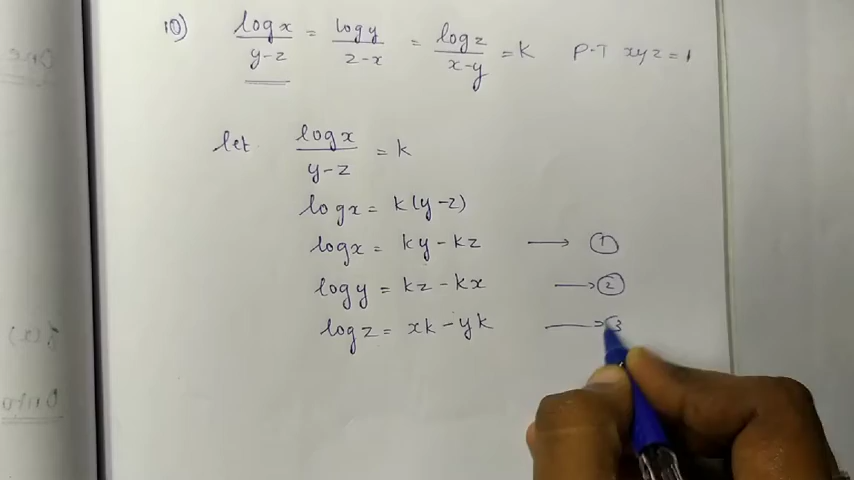 10) log x / y-z = log y / z-x = log z / x-y = k P.T xyz = 1
let log x / y-z = k
log x = k(y-z)
log x = ky - kz → 1
log y = kz - kx → 2
log z = xk - yk → 3